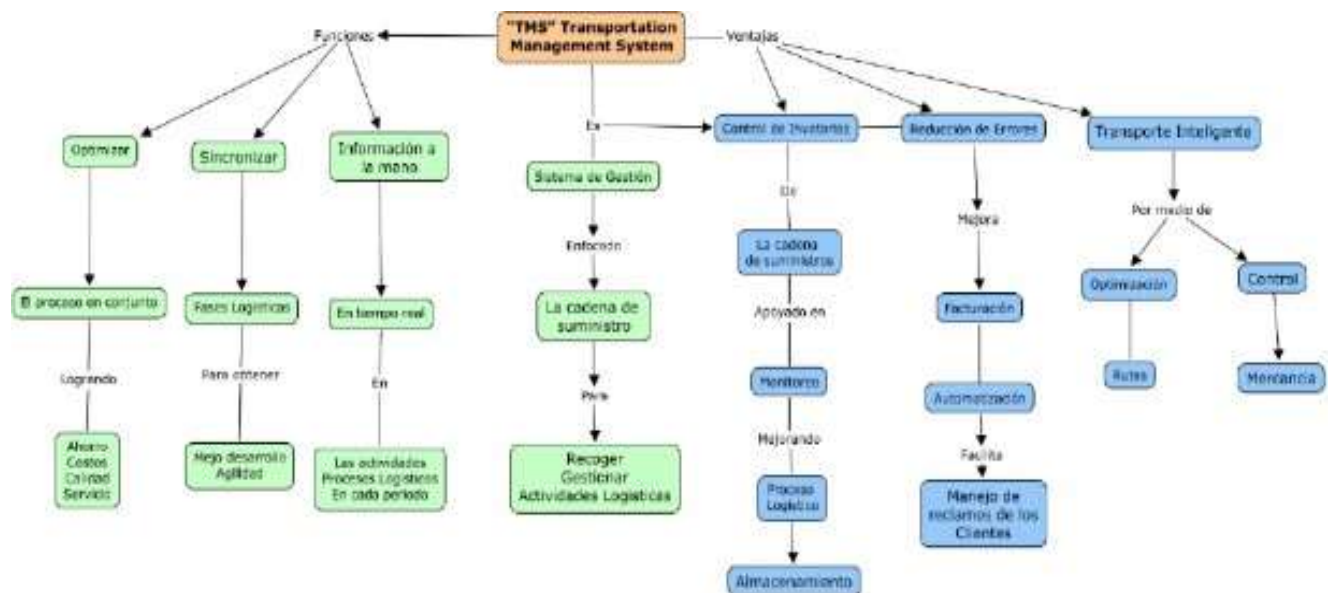 "TMS" Transportation
Management System
Funciones
Ventajas
Es
Optimizar
Sincronizar
Información a
la mano
Sistema de Gestión
Control de Inventarios
Reducción de Errores
Transporte Inteligente
El proceso en conjunto
Logrando
Ahorro
Costos
Calidad
Servicio
Fases Logísticas
Para obtener
Mejo desarrollo
Agilidad
En tiempo real
En
Las actividades
Procesos Logísticos
En cada periodo
Enfocado
La cadena de
suministro
Para
Recoger
Gestionar
Actividades Logísticas
De
La cadena
de suministros
Apoyado en
Monitoreo
Mejorando
Proceso
Logístico
Almacenamiento
Mejora
Facturación
Automatización
Facilita
Manejo de
reclamos de los
Clientes
Por medio de
Optimización
Rutas
Control
Mercancía